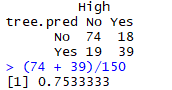 High
tree.pred No Yes
No 74 18
Yes 19 39
> (74 + 39)/150
[1] 0.7533333